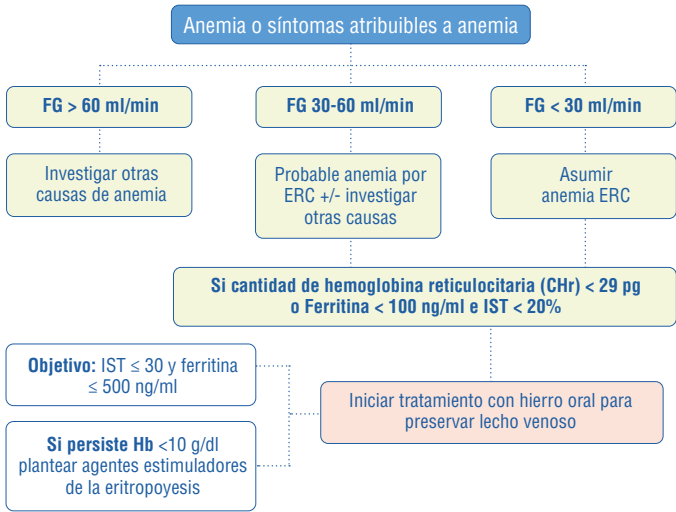 Anemia o síntomas atribuibles a anemia
FG > 60 ml/min
FG 30-60 ml/min
FG < 30 ml/min
Investigar otras
causas de anemia
Probable anemia por
ERC +/- investigar
otras causas
Asumir
anemia ERC
Si cantidad de hemoglobina reticulocitaria (CHr) < 29 pg
o Ferritina < 100 ng/ml e IST < 20%
Objetivo: IST ≤ 30 y ferritina
≤ 500 ng/ml
Iniciar tratamiento con hierro oral para
preservar lecho venoso
Si persiste Hb <10 g/dl
plantear agentes estimuladores
de la eritropoyesis